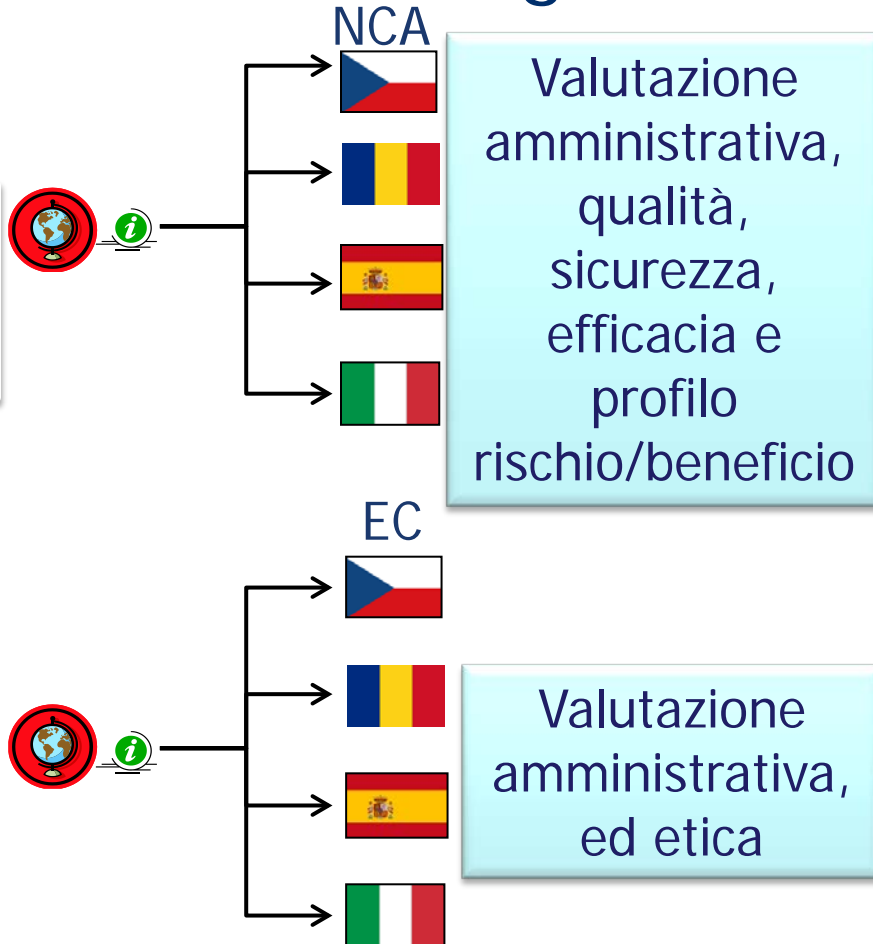 NCA
Valutazione
amministrativa,
qualità,
sicurezza,
efficacia e
profilo
rischio/beneficio
EC
Valutazione
amministrativa,
ed etica